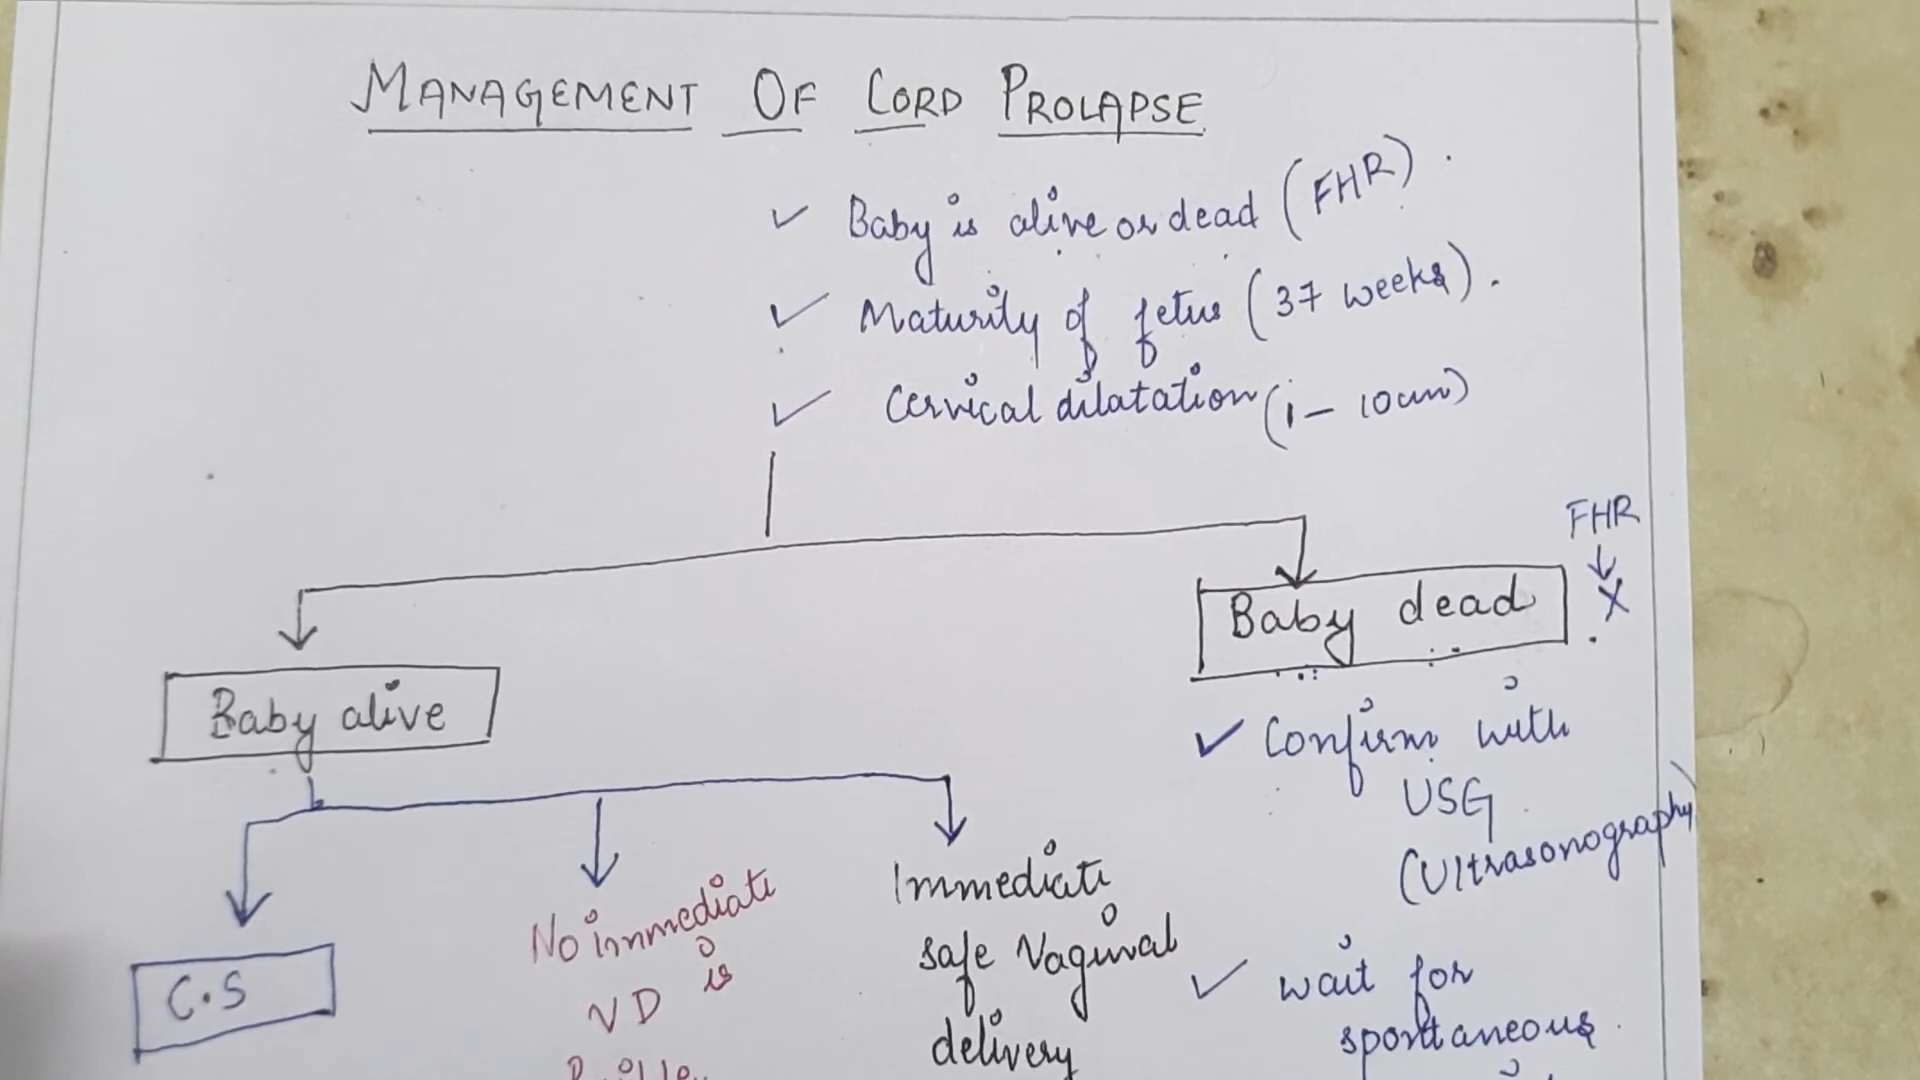 MANAGEMENT OF CORD PROLAPSE
✓ Baby is alive or dead (FHR).
✓ Maturity of fetus (37 weeks).
✓ Cervical dilatation (1 - 10cm)
FHR
↓
X
Baby dead
Baby alive
✓ Confirm with
USG
(Ultrasonography)
C.S
No immediate
VD is
Immediate
safe Vaginal
delivery
✓ wait for
spontaneous.